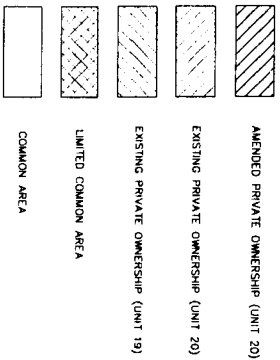 AMENDED PRIVATE OWNERSHIP (UNIT 20)
EXISTING PRIVATE OWNERSHIP (UNIT 20)
EXISTING PRIVATE OWNERSHIP (UNIT 19)
LIMITED COMMON AREA
COMMON AREA